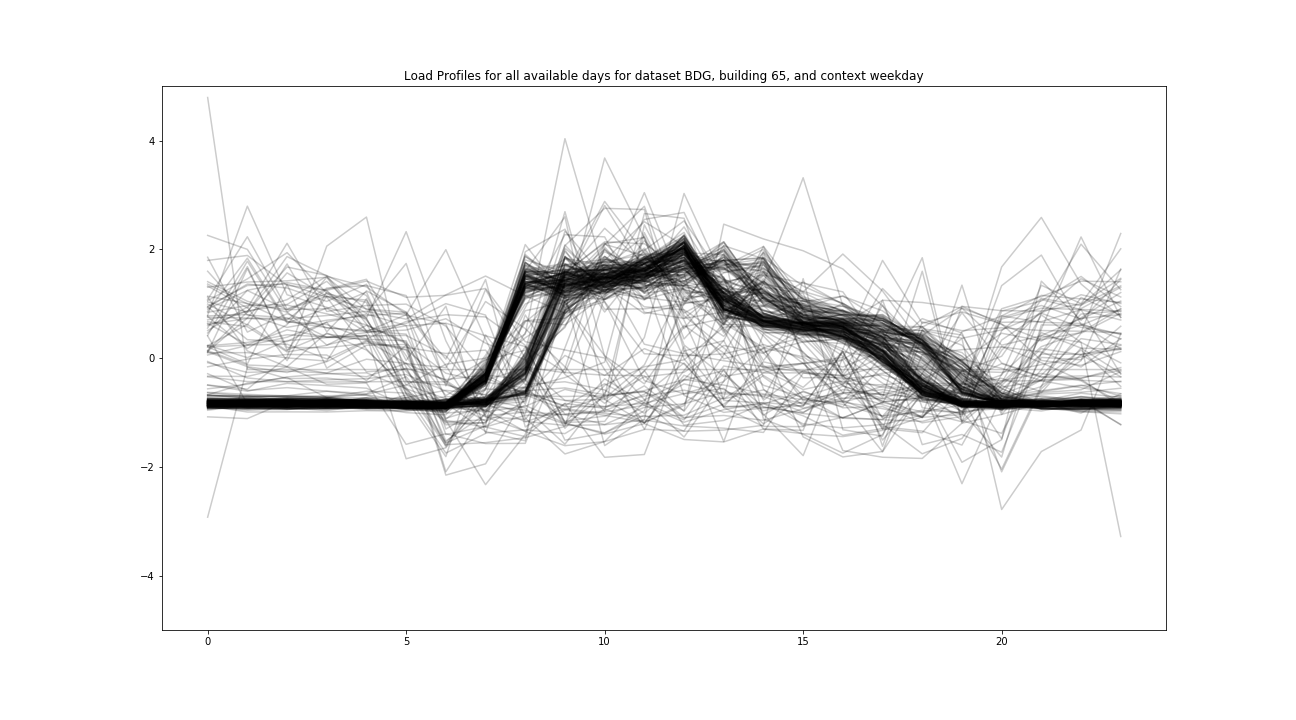 Load Profiles for all available days for dataset BDG, building 65, and context weekday
4
2
0
−2
−4
0 5 10 15 20